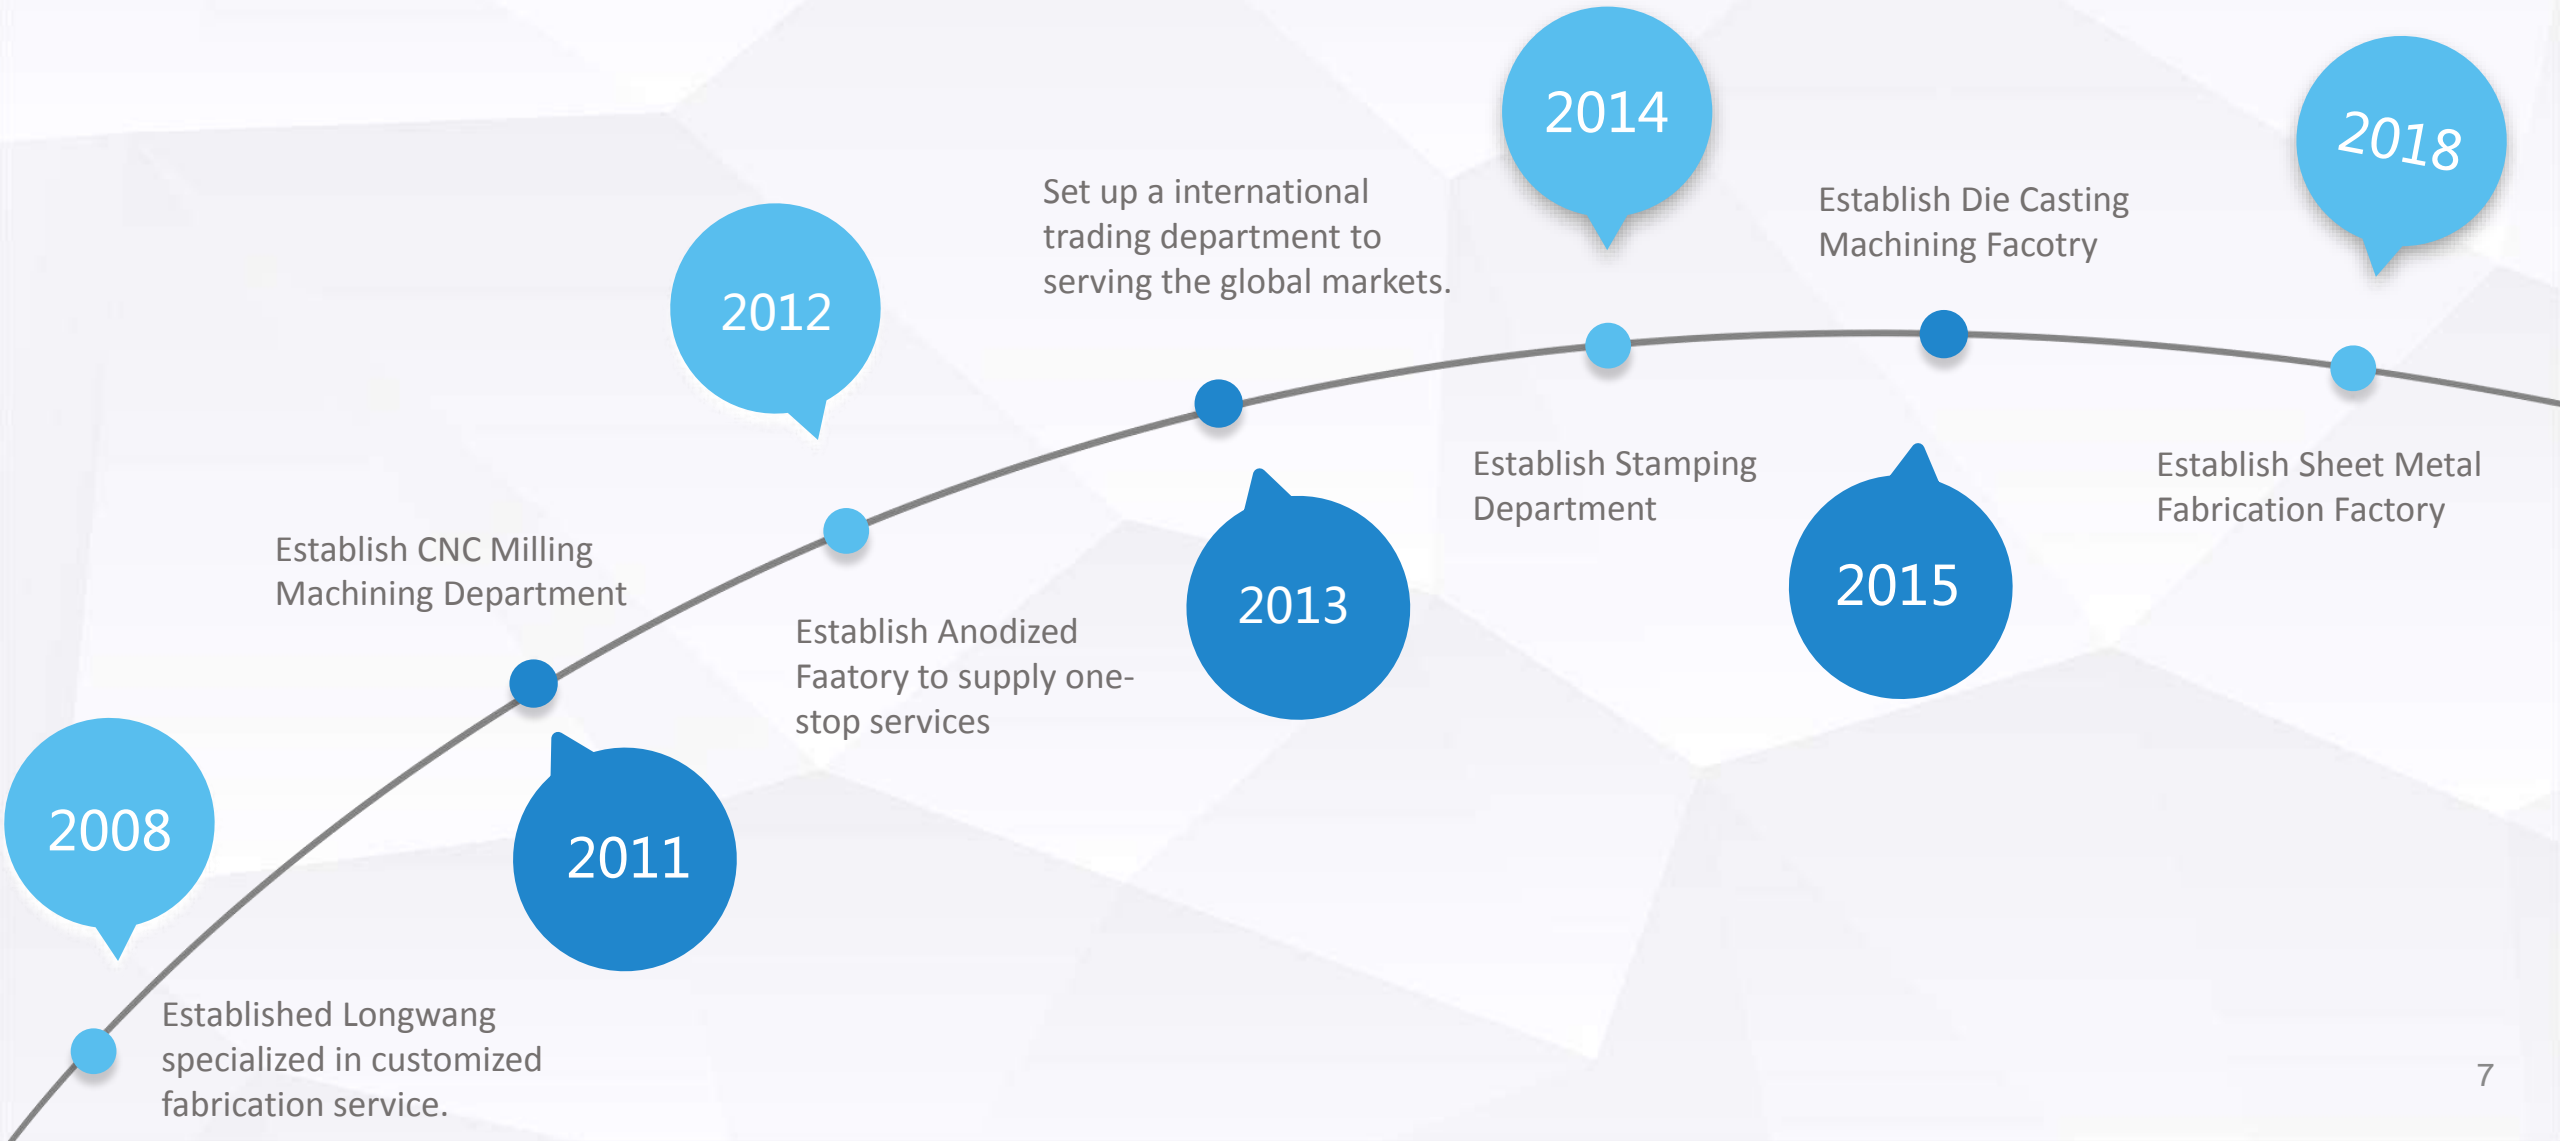 2008
Established Longwang
specialized in customized
fabrication service.
2011
Establish CNC Milling
Machining Department
2012
Establish Anodized
Faatory to supply one-
stop services
2013
Set up a international
trading department to
serving the global markets.
2014
Establish Stamping
Department
2015
Establish Die Casting
Machining Facotry
2018
Establish Sheet Metal
Fabrication Factory
7